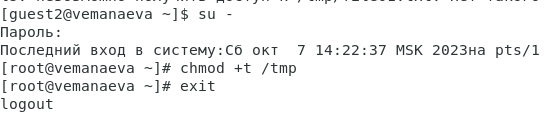 [guest2@vemanaeva ~]$ su -
Пароль:
Последний вход в систему:Сб окт  7 14:22:37 MSK 2023на pts/1
[root@vemanaeva ~]# chmod +t /tmp
[root@vemanaeva ~]# exit
logout